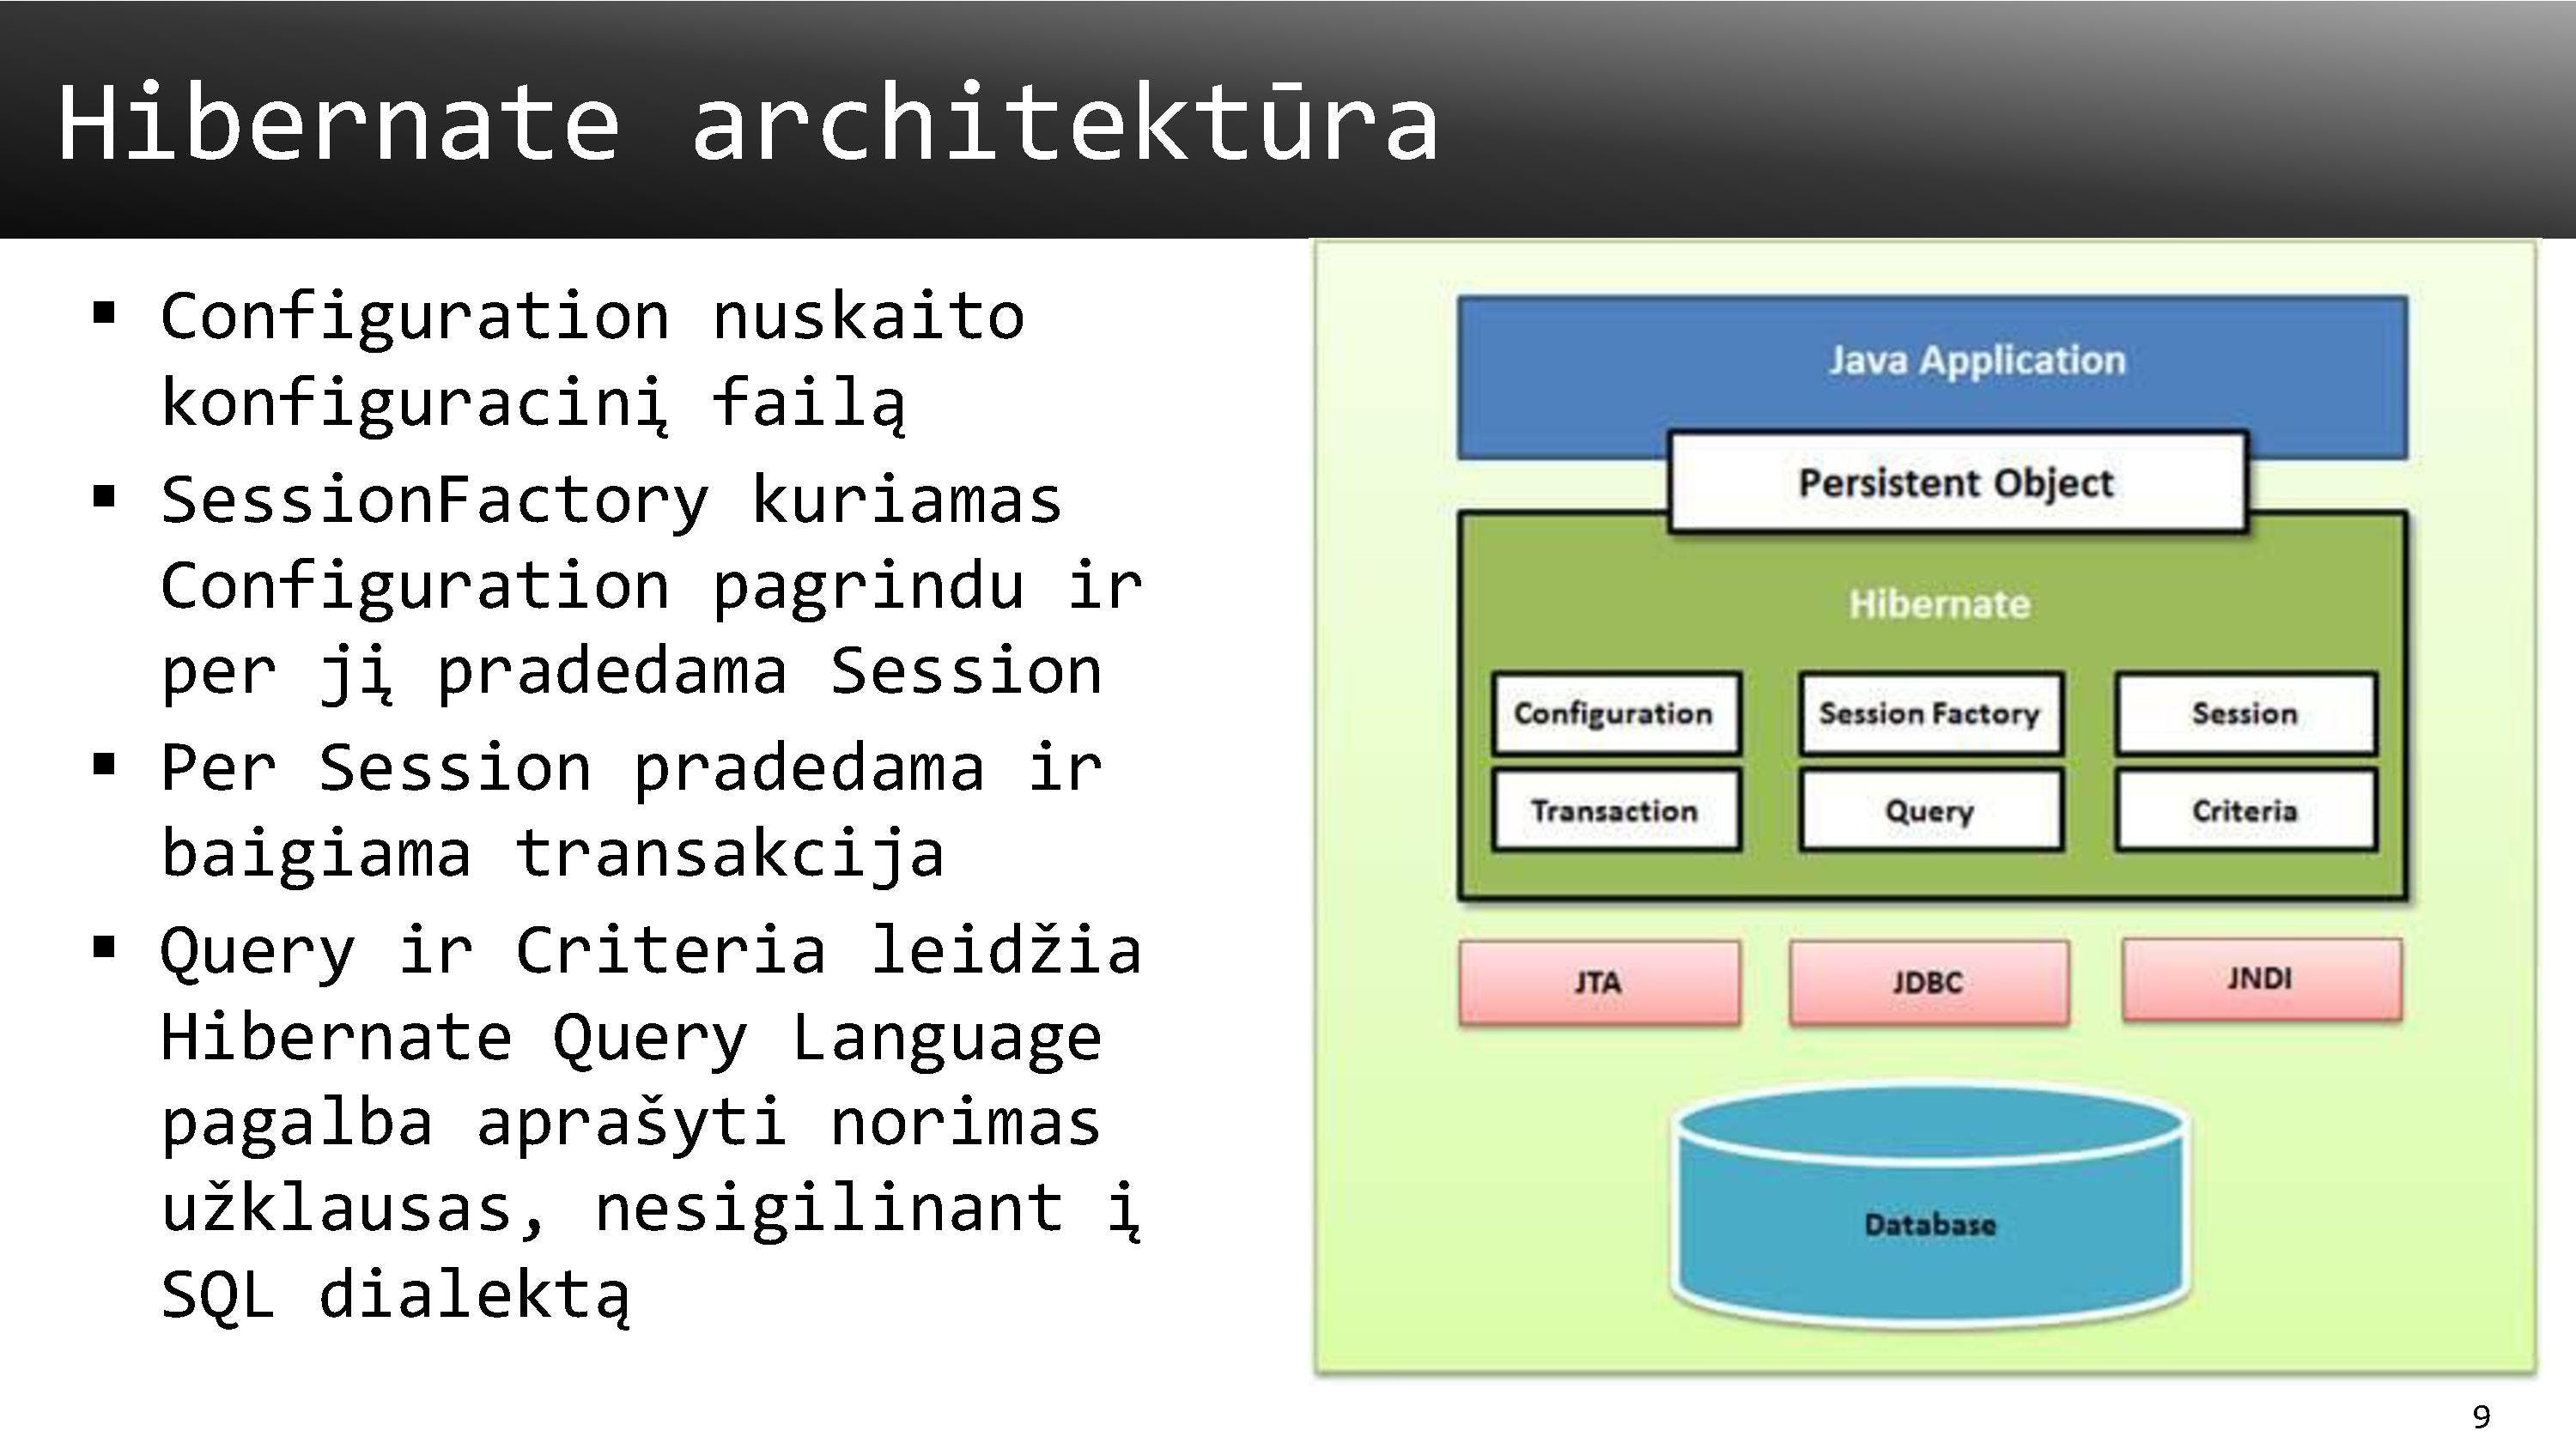 Hibernate architektūra
▪ Configuration nuskaito
konfiguracinį failą
▪ SessionFactory kuriamas
Configuration pagrindu ir
per jį pradedama Session
▪ Per Session pradedama ir
baigiama transakcija
▪ Query ir Criteria leidžia
Hibernate Query Language
pagalba aprašyti norimas
užklausas, nesigilinant į
SQL dialektą
Java Application
Persistent Object
Hibernate
Configuration
Session Factory
Session
Transaction
Query
Criteria
JTA
JDBC
JNDI
Database
9